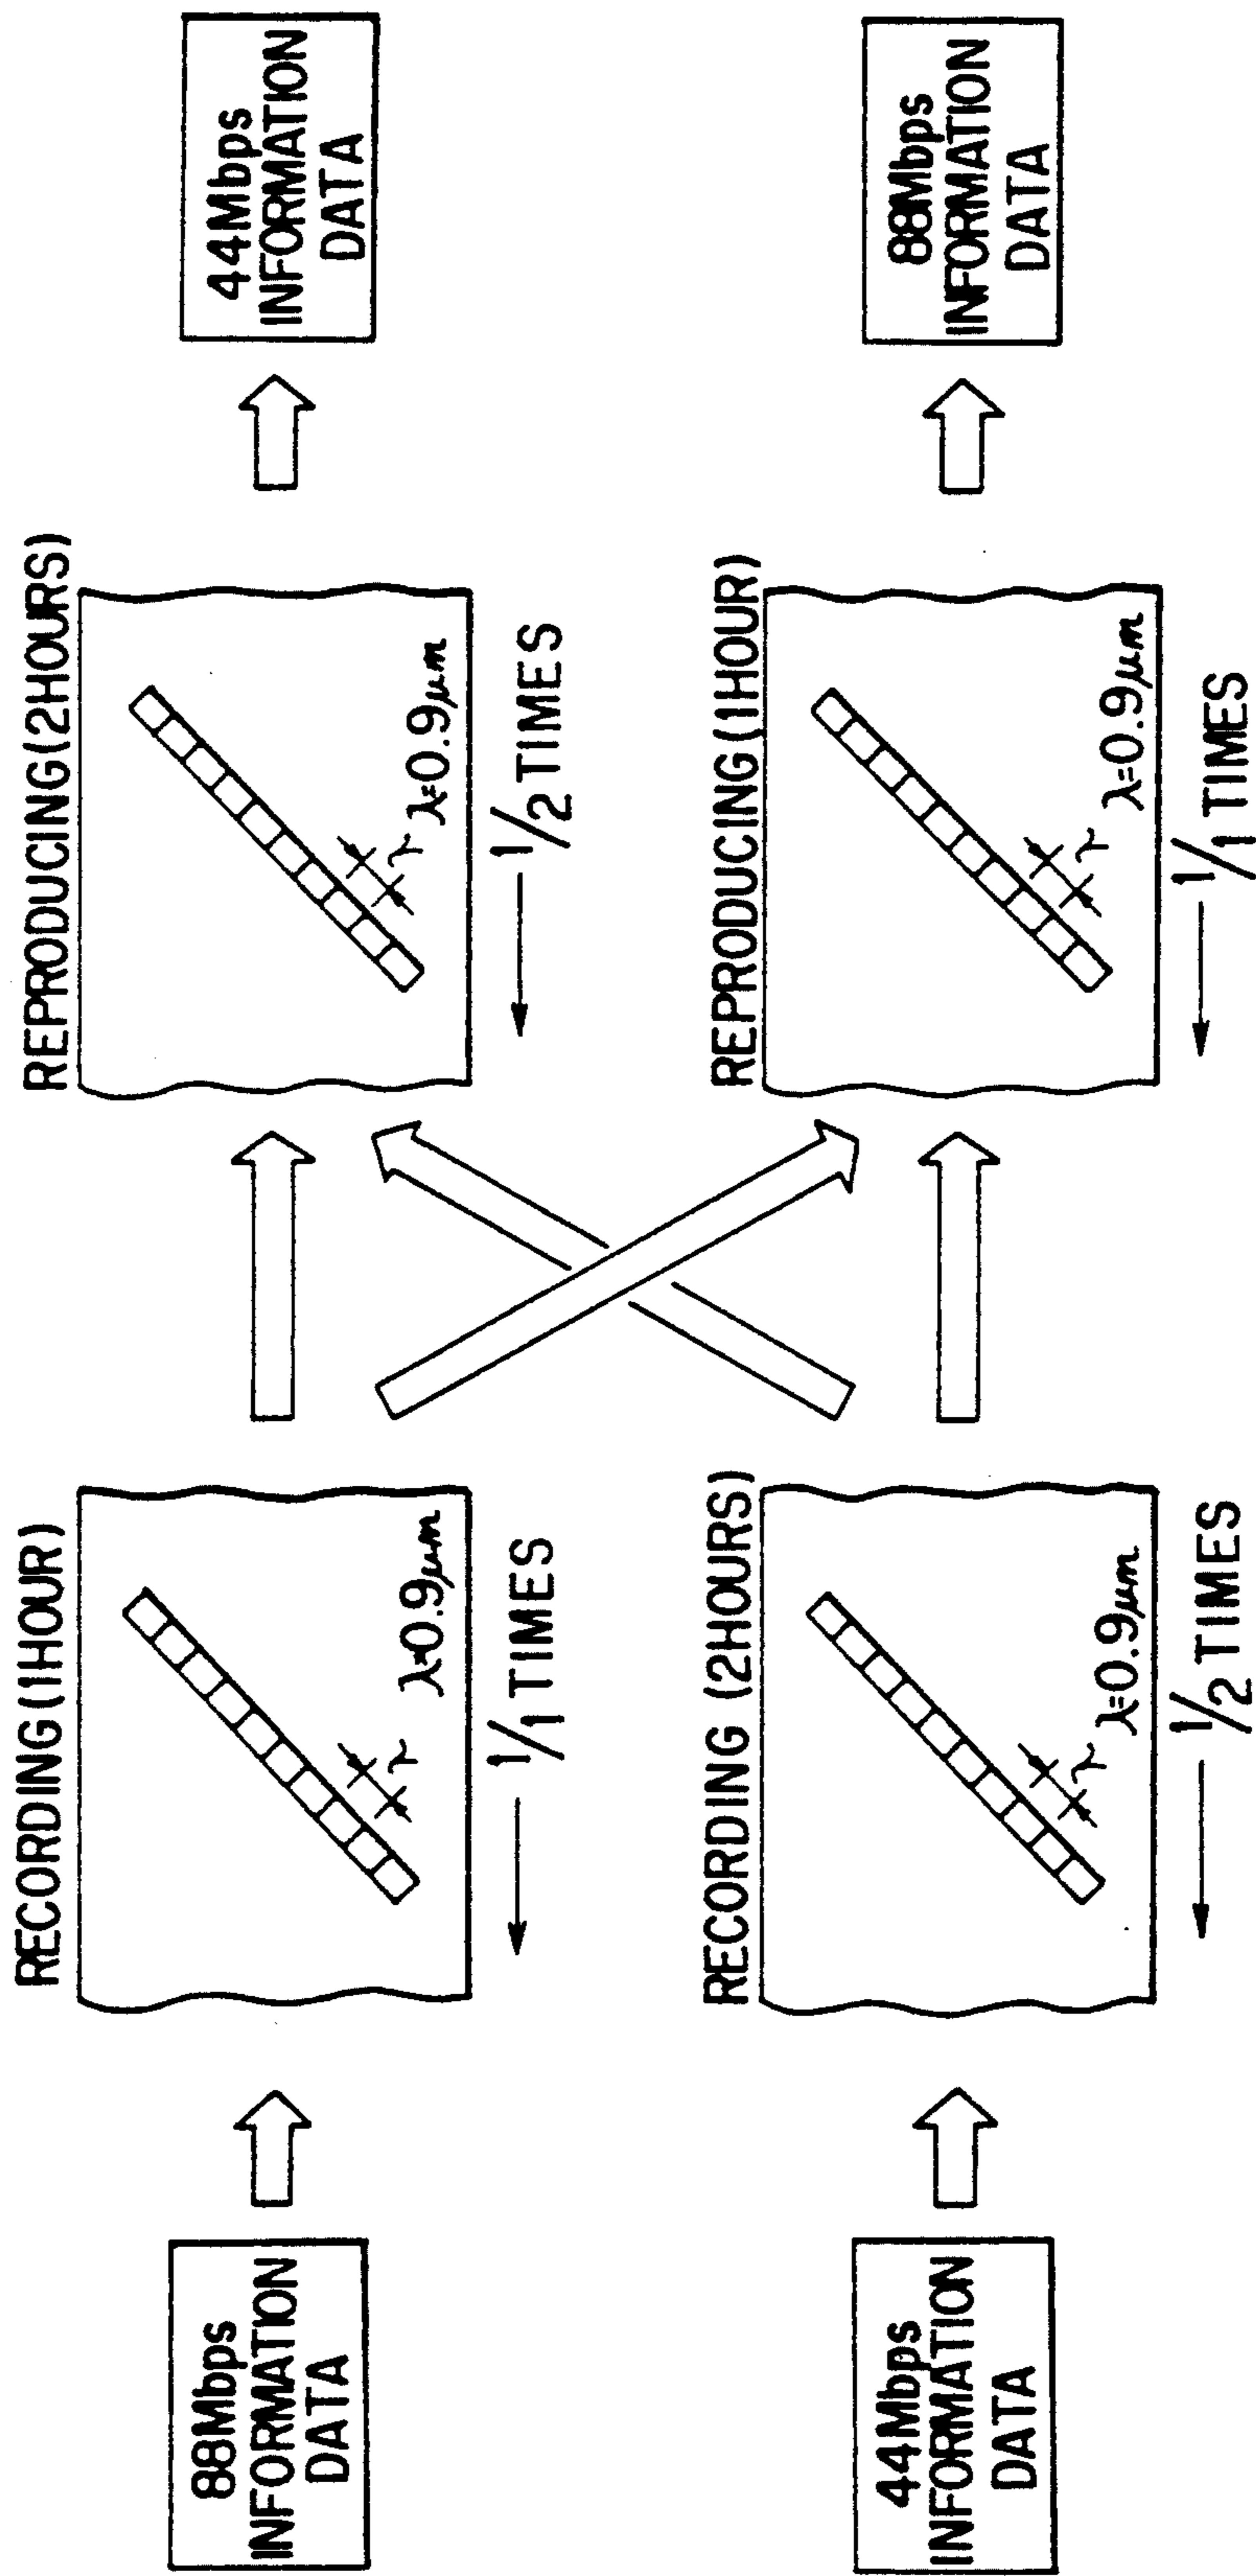 88Mbps
INFORMATION
DATA
RECORDING(1HOUR)
τ λ=0.9μm
1/1 TIMES
REPRODUCING(2HOURS)
τ λ=0.9μm
1/2 TIMES
44Mbps
INFORMATION
DATA
44Mbps
INFORMATION
DATA
RECORDING (2HOURS)
τ λ=0.9μm
1/2 TIMES
REPRODUCING(1HOUR)
τ λ=0.9μm
1/1 TIMES
88Mbps
INFORMATION
DATA